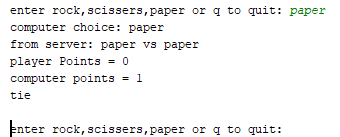 enter rock,scissers,paper or q to quit: paper
computer choice: paper
from server: paper vs paper
player Points = 0
computer points = 1
tie
enter rock,scissers,paper or q to quit: